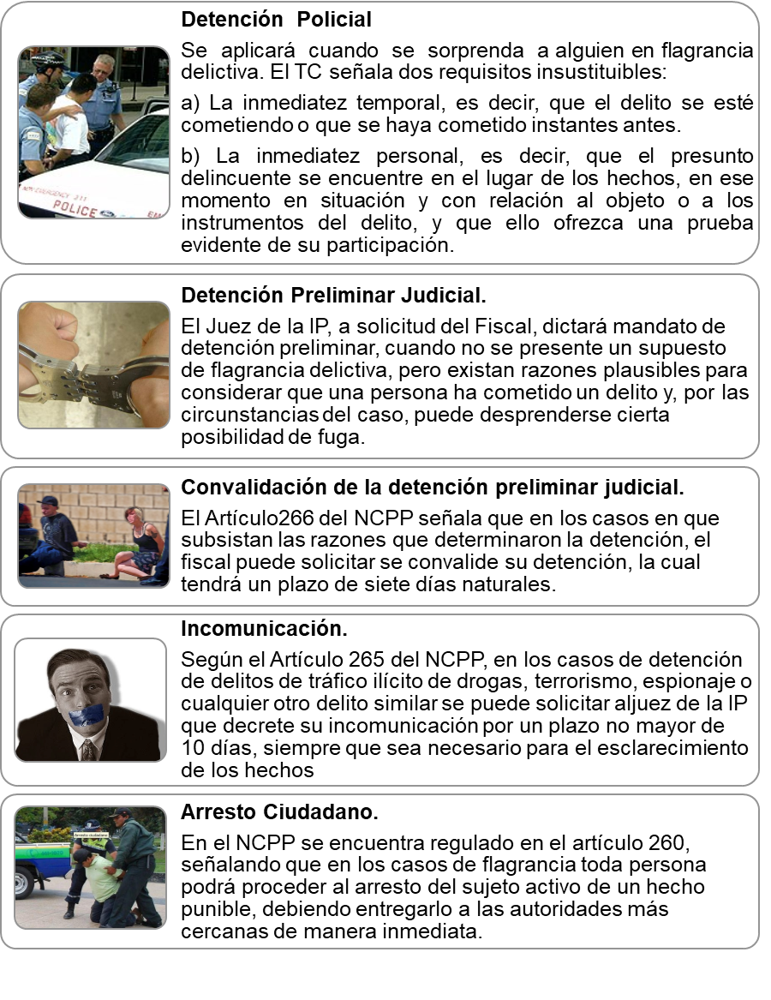 Detención Policial
Se aplicará cuando se sorprenda a alguien en flagrancia
delictiva. El TC señala dos requisitos insustituibles:
a) La inmediatez temporal, es decir, que el delito se esté
cometiendo o que se haya cometido instantes antes.
b) La inmediatez personal, es decir, que el presunto
delincuente se encuentre en el lugar de los hechos, en ese
momento en situación y con relación al objeto o a los
instrumentos del delito, y que ello ofrezca una prueba
evidente de su participación.
POLICE
Detención Preliminar Judicial.
El Juez de la IP, a solicitud del Fiscal, dictará mandato de
detención preliminar, cuando no se presente un supuesto
de flagrancia delictiva, pero existan razones plausibles para
considerar que una persona ha cometido un delito y, por las
circunstancias del caso, puede desprenderse cierta
posibilidad de fuga.
Convalidación de la detención preliminar judicial.
El Artículo266 del NCPP señala que en los casos en que
subsistan las razones que determinaron la detención, el
fiscal puede solicitar se convalide su detención, la cual
tendrá un plazo de siete días naturales.
Incomunicación.
Según el Artículo 265 del NCPP, en los casos de detención
de delitos de tráfico ilícito de drogas, terrorismo, espionaje o
cualquier otro delito similar se puede solicitar aljuez de la IP
que decrete su incomunicación por un plazo no mayor de
10 días, siempre que sea necesario para el esclarecimiento
de los hechos
Arresto Ciudadano.
Arresto ciudadano
En el NCPP se encuentra regulado en el artículo 260,
señalando que en los casos de flagrancia toda persona
podrá proceder al arresto del sujeto activo de un hecho
punible, debiendo entregarlo a las autoridades más
cercanas de manera inmediata.